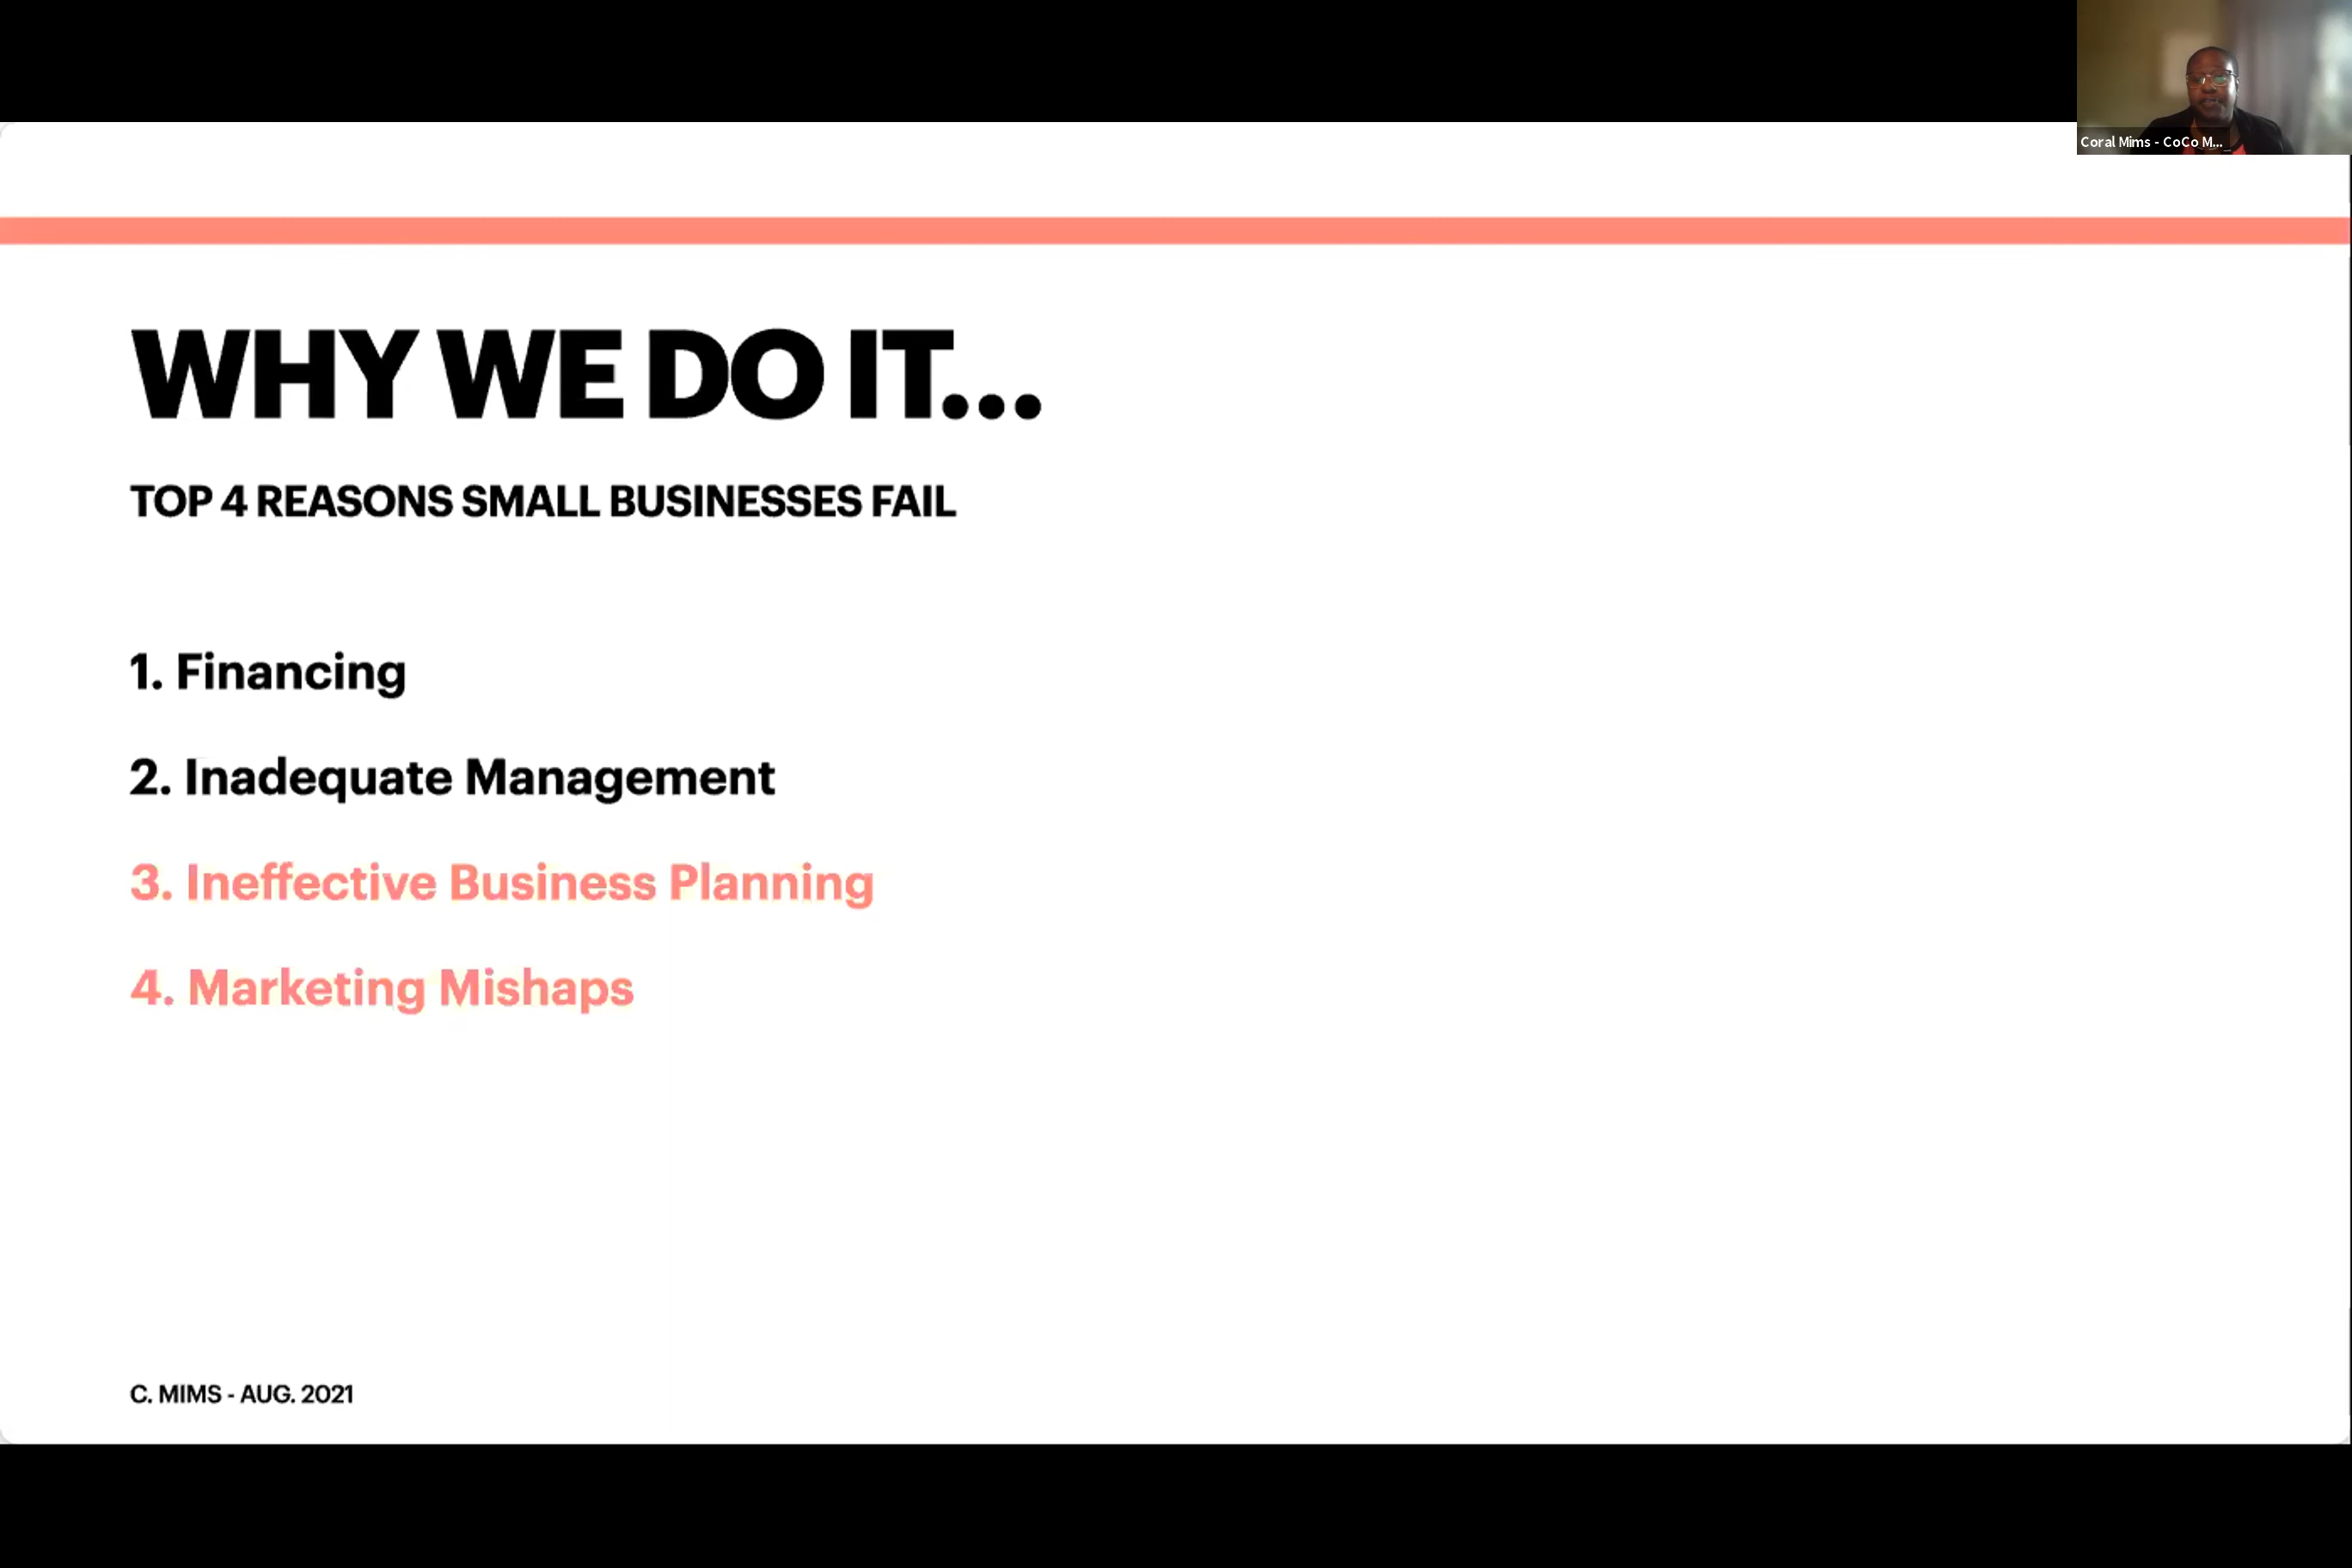 Coral Mims - CoCo M...
WHY WE DO IT...
TOP 4 REASONS SMALL BUSINESSES FAIL
1. Financing
2. Inadequate Management
3. Ineffective Business Planning
4. Marketing Mishaps
C. MIMS - AUG. 2021